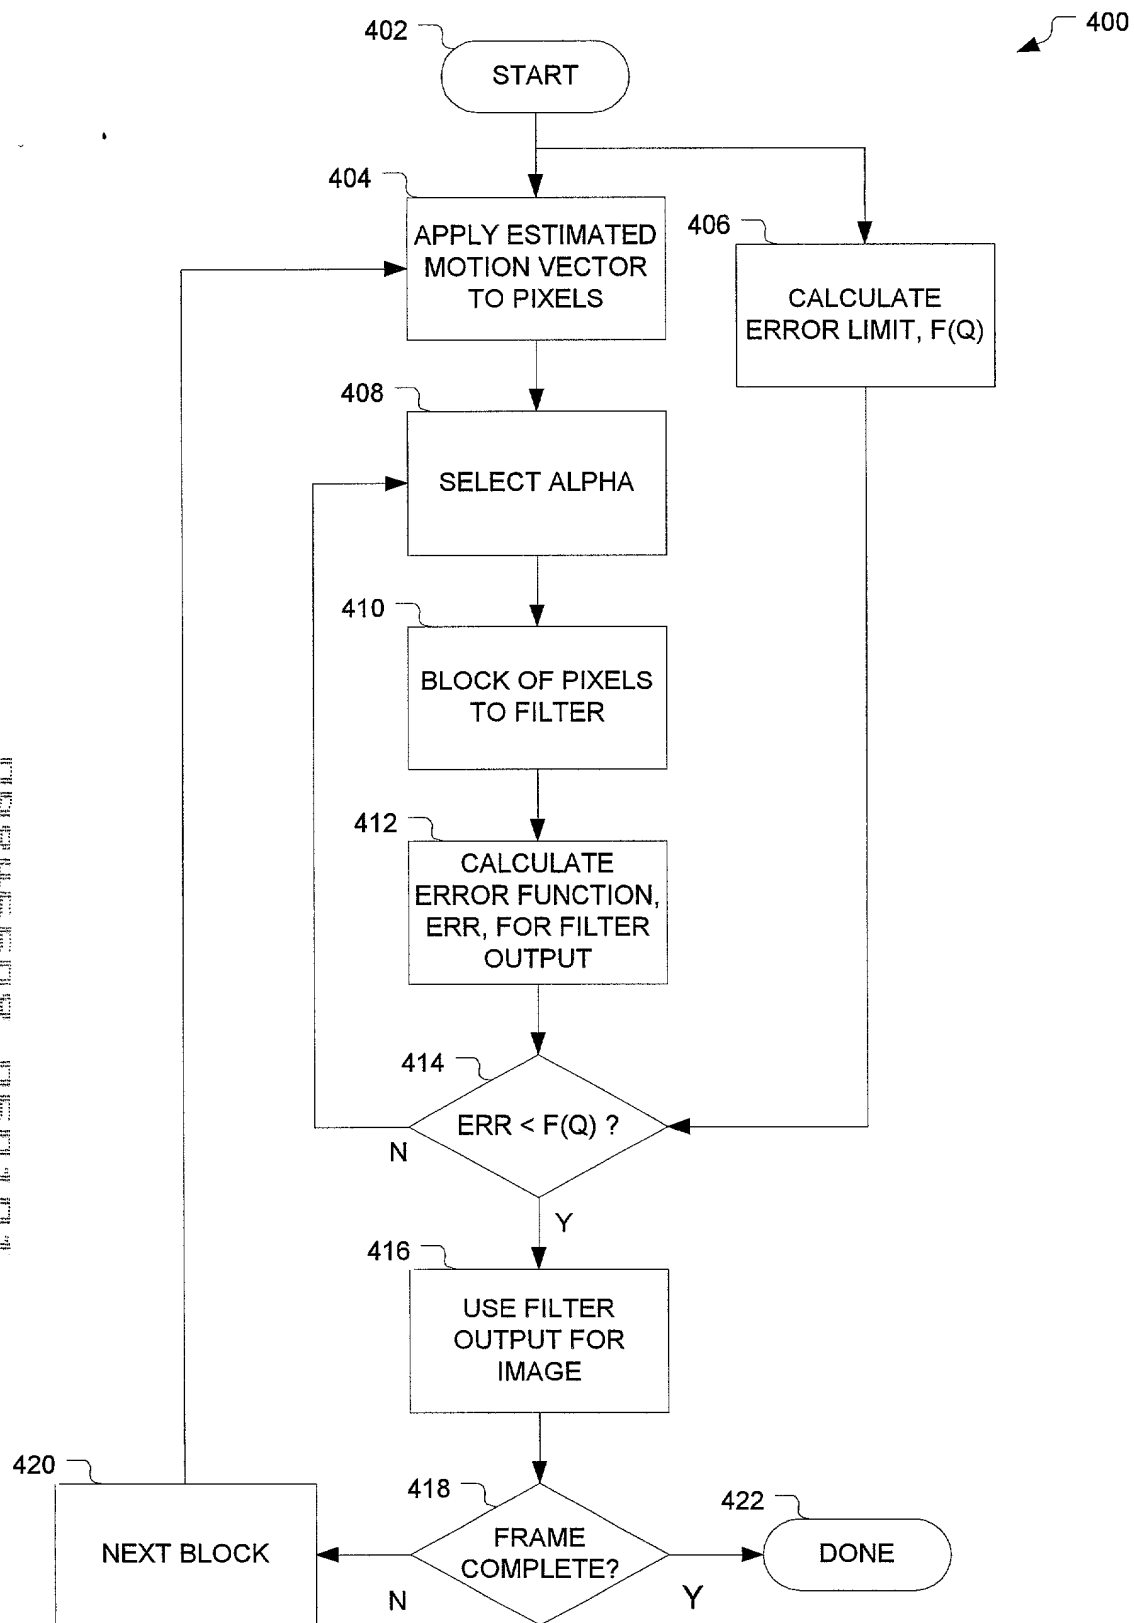 400
402
START
404
APPLY ESTIMATED
MOTION VECTOR
TO PIXELS
406
CALCULATE
ERROR LIMIT, F(Q)
408
SELECT ALPHA
410
BLOCK OF PIXELS
TO FILTER
412
CALCULATE
ERROR FUNCTION,
ERR, FOR FILTER
OUTPUT
414
ERR < F(Q) ?
N
Y
416
USE FILTER
OUTPUT FOR
IMAGE
418
FRAME
COMPLETE?
N
Y
420
NEXT BLOCK
422
DONE